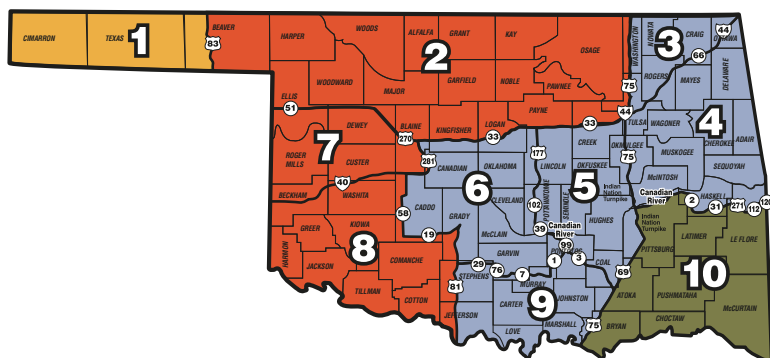 CIMARRON
TEXAS
1
BEAVER
83
HARPER
WOODS
ALFALFA
GRANT
KAY
OSAGE
2
WOODWARD
MAJOR
GARFIELD
NOBLE
PAWNEE
PAYNE
WASHINGTON
NOWATA
CRAIG
OTTAWA
44
3
66
ROGERS
MAYES
DELAWARE
75
44
TULSA
WAGONER
4
CHEROKEE
ADAIR
MUSKOGEE
OKMULGEE
75
SEQUOYAH
McINTOSH
ELLIS
51
DEWEY
BLAINE
270
KINGFISHER
LOGAN
33
33
CREEK
ROGER
MILLS
7
CUSTER
281
CANADIAN
OKLAHOMA
177
LINCOLN
OKFUSKEE
40
BECKHAM
WASHITA
6
5
Indian
Nation
Turnpike
CADDO
58
GRADY
CLEVELAND
102
POTTAWATOMIE
SEMINOLE
HUGHES
Canadian
River
2
HASKELL
31
271
112
120
19
McCLAIN
39
Canadian
River
99
PONTOTOC
1
3
COAL
Indian
Nation
Turnpike
PITTSBURG
LATIMER
LE FLORE
10
GREER
KIOWA
8
HARMON
JACKSON
COMANCHE
TILLMAN
COTTON
GARVIN
29
STEPHENS
76
7
MURRAY
81
JEFFERSON
CARTER
9
JOHNSTON
LOVE
MARSHALL
69
ATOKA
75
BRYAN
PUSHMATAHA
CHOCTAW
McCURTAIN